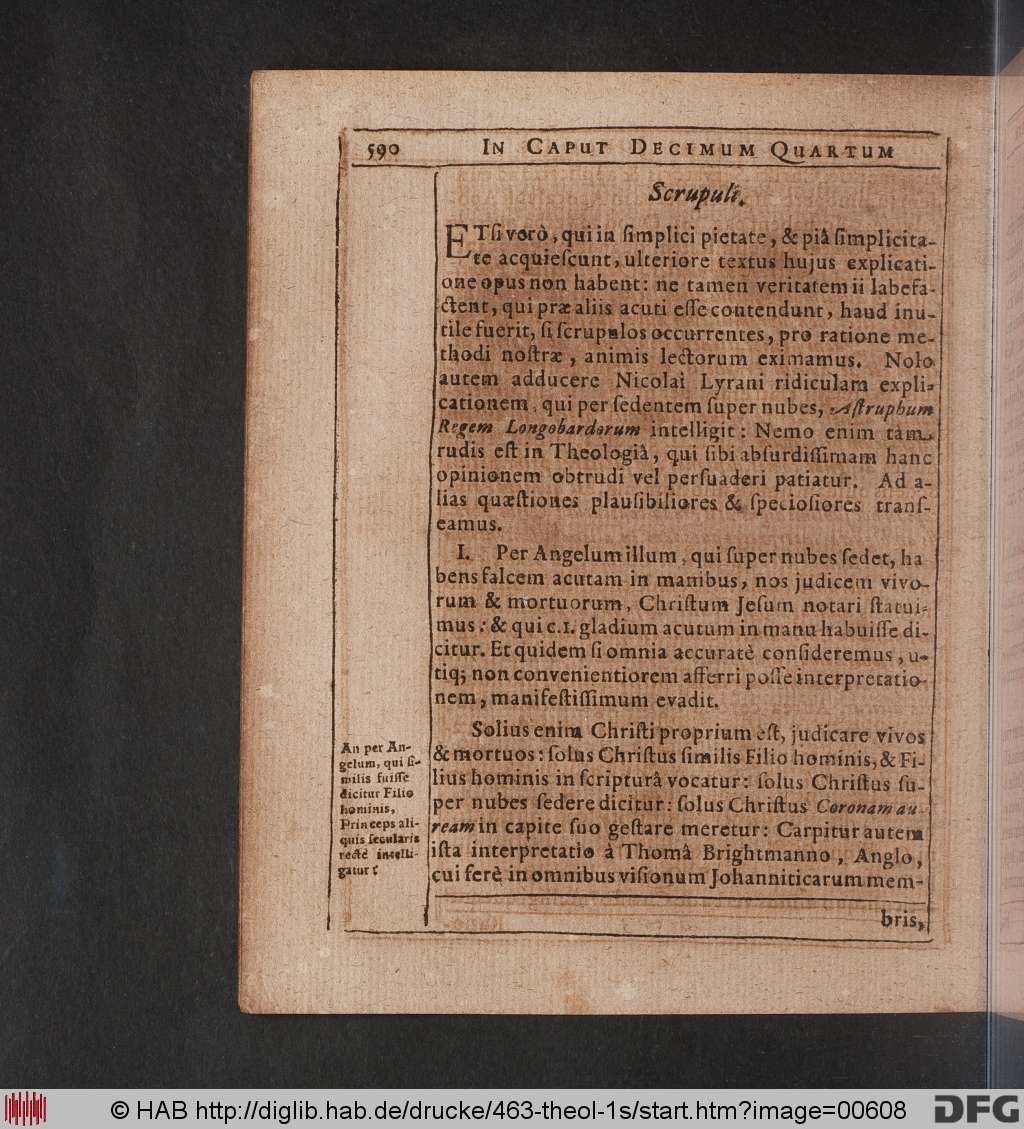 590 IN CAPUT DECIMUM QUARTUM
Scrupuli.
ETſi verò, qui in ſimplici pietate, & piâ ſimplicita-
te acquieſcunt, ulteriore textus hujus explicati-
one opus non habent: ne tamen veritatem ii labefa-
ctent, qui præ aliis acuti eſſe contendunt, haud inu-
tile fuerit, ſi ſcrupulos occurrentes, pro ratione me-
thodi noſtræ, animis lectorum eximamus. Nolo
autem adducere Nicolai Lyrani ridiculam expli-
cationem, qui per ſedentem ſuper nubes, Aſtruphum
Regem Longobardorum intelligit: Nemo enim tam
rudis eſt in Theologiâ, qui ſibi abſurdiſſimam hanc
opinionem obtrudi vel perſuaderi patiatur. Ad a-
lias quæſtiones plauſibiliores & ſpecioſiores tranſ-
eamus.
I. Per Angelum illum, qui ſuper nubes ſedet, ha
bens falcem acutam in manibus, nos judicem vivo-
rum & mortuorum, Chriſtum Jeſum notari ſtatui-
mus: & qui c.1. gladium acutum in manu habuiſſe di-
citur. Et quidem ſi omnia accuratè conſideremus, u-
tiq; non convenientiorem afferri poſſe interpretatio-
nem, manifeſtiſſimum evadit.
Solius enim Chriſti proprium eſt, judicare vivos
& mortuos: ſolus Chriſtus ſimilis Filio hominis, & Fi-
lius hominis in ſcripturâ vocatur: ſolus Chriſtus ſu-
per nubes ſedere dicitur: ſolus Chriſtus Coronam au-
ream in capite ſuo geſtare meretur: Carpitur autem
iſta interpretatio à Thomâ Brightmanno, Anglo,
cui ferè in omnibus viſionum Johanniticarum mem-
bris,
An per An-
gelum, qui ſi-
milis fuiſſe
dicitur Filio
hominis,
Princeps ali-
quis ſecularis
rectè intelli-
gatur?
© HAB http://diglib.hab.de/drucke/463-theol-1s/start.htm?image=00608
DFG